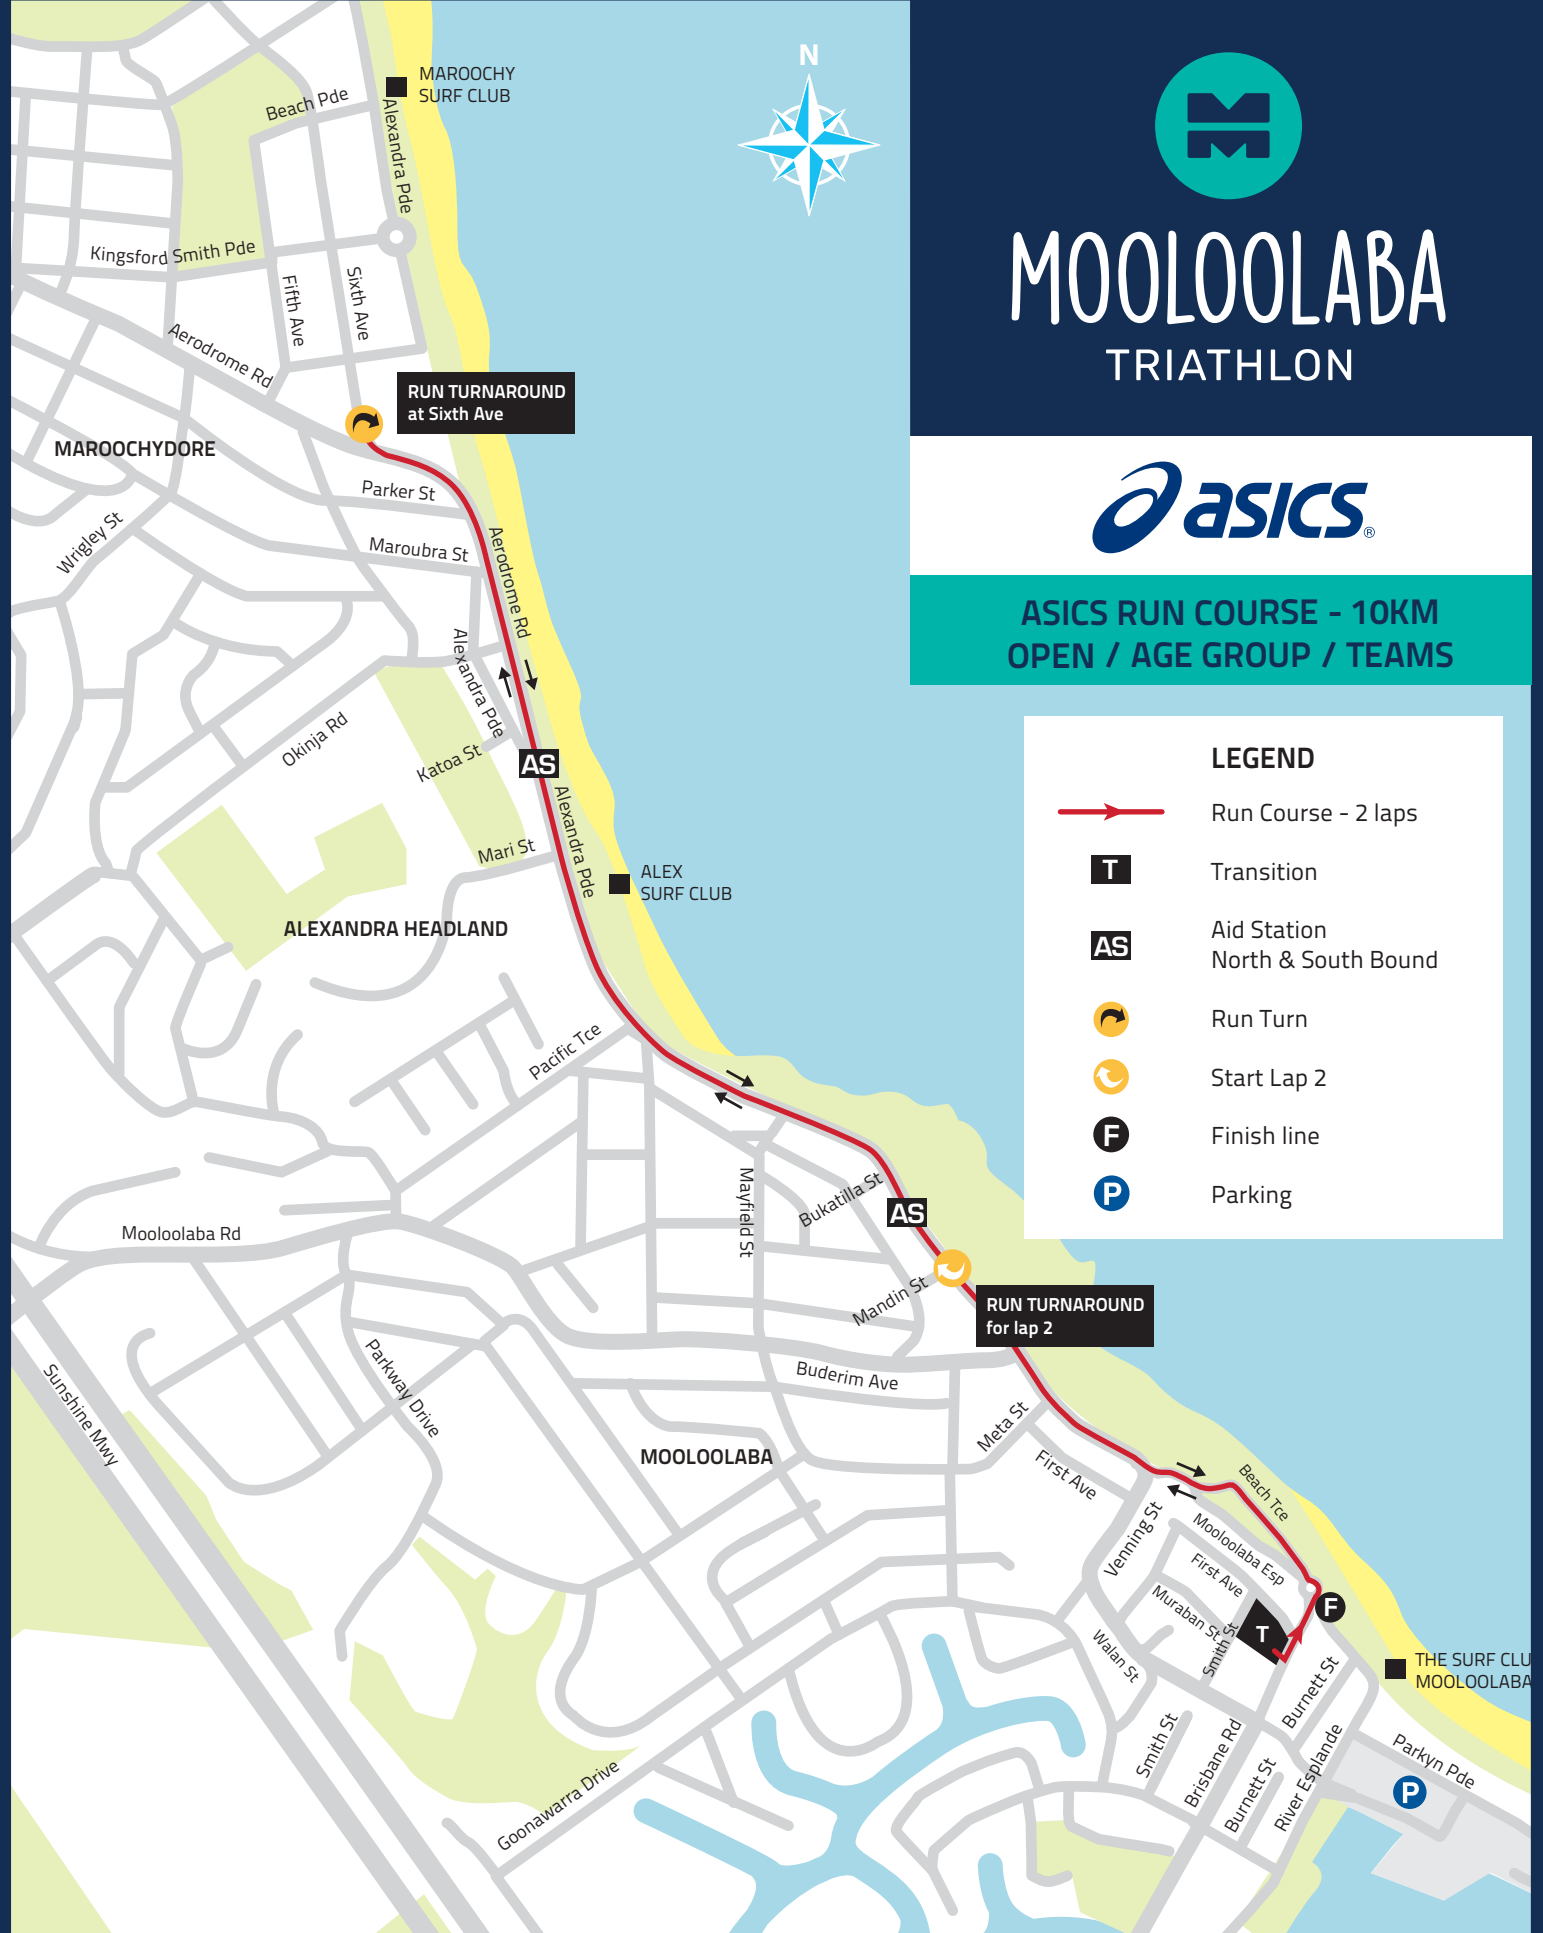 MAROOCHY
SURF CLUB
N
Beach Pde
Alexandra Pde
Kingsford Smith Pde
Fifth Ave
Sixth Ave
Aerodrome Rd
RUN TURNAROUND
at Sixth Ave
MAROOCHYDORE
Parker St
Wrigley St
Maroubra St
Aerodrome Rd
Alexandra Pde
Okinja Rd
Katoa St
AS
Alexandra Pde
Mari St
ALEX
SURF CLUB
ALEXANDRA HEADLAND
Pacific Tce
Mayfield St
Bukatilla St
AS
Mooloolaba Rd
Mandin St
RUN TURNAROUND
for lap 2
Sunshine Mwy
Parkway Drive
Buderim Ave
MOOLOOLABA
Meta St
First Ave
Beach Tce
Venning St
Mooloolaba Esp
First Ave
Muraban St
Smith St
T
F
Walan St
THE SURF CLU
MOOLOOLABA
Burnett St
Smith St
Brisbane Rd
Burnett St
River Esplande
Parkyn Pde
P
Goonawarra Drive
MOOLOOLABA
TRIATHLON
asics®
ASICS RUN COURSE - 10KM
OPEN / AGE GROUP / TEAMS
LEGEND
Run Course - 2 laps
T
Transition
AS
Aid Station
North & South Bound
Run Turn
Start Lap 2
F
Finish line
P
Parking